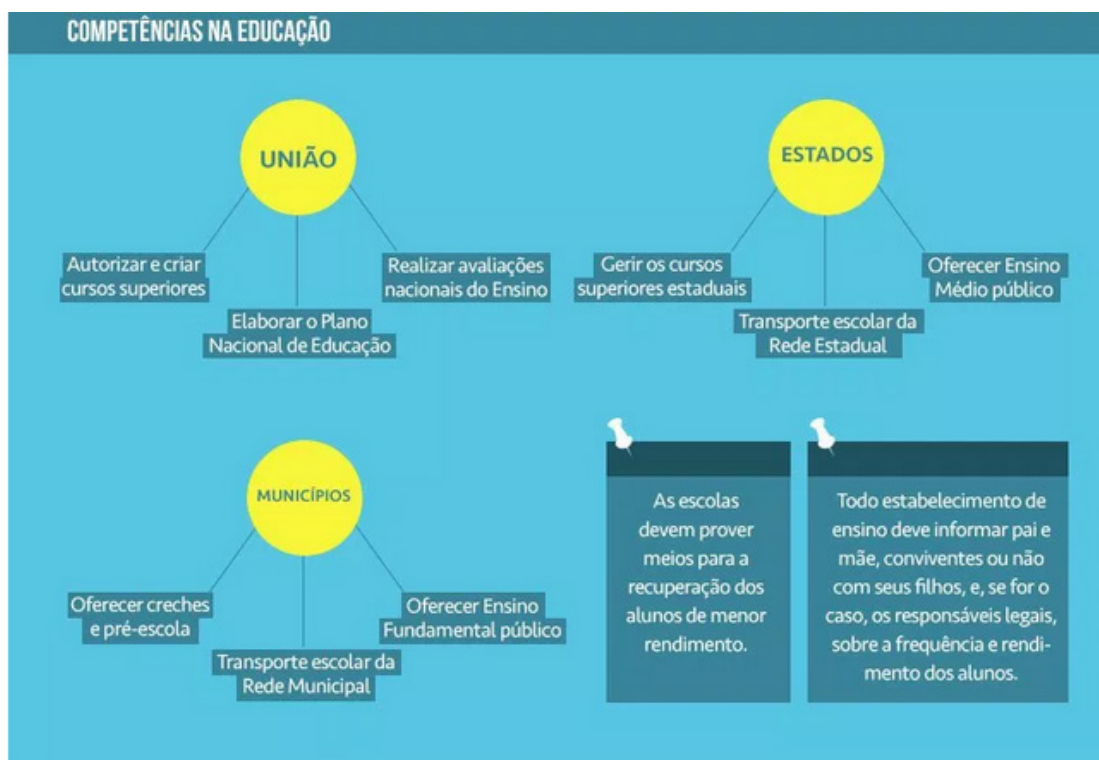 COMPETÊNCIAS NA EDUCAÇÃO
UNIÃO
Autorizar e criar
cursos superiores
Elaborar o Plano
Nacional de Educação
Realizar avaliações
nacionais do Ensino
ESTADOS
Gerir os cursos
superiores estaduais
Transporte escolar da
Rede Estadual
Oferecer Ensino
Médio público
MUNICÍPIOS
Oferecer creches
e pré-escola
Transporte escolar da
Rede Municipal
Oferecer Ensino
Fundamental público
As escolas
devem prover
meios para a
recuperação dos
alunos de menor
rendimento.
Todo estabelecimento de
ensino deve informar pai e
mãe, conviventes ou não
com seus filhos, e, se for o
caso, os responsáveis legais,
sobre a frequência e rendi-
mento dos alunos.